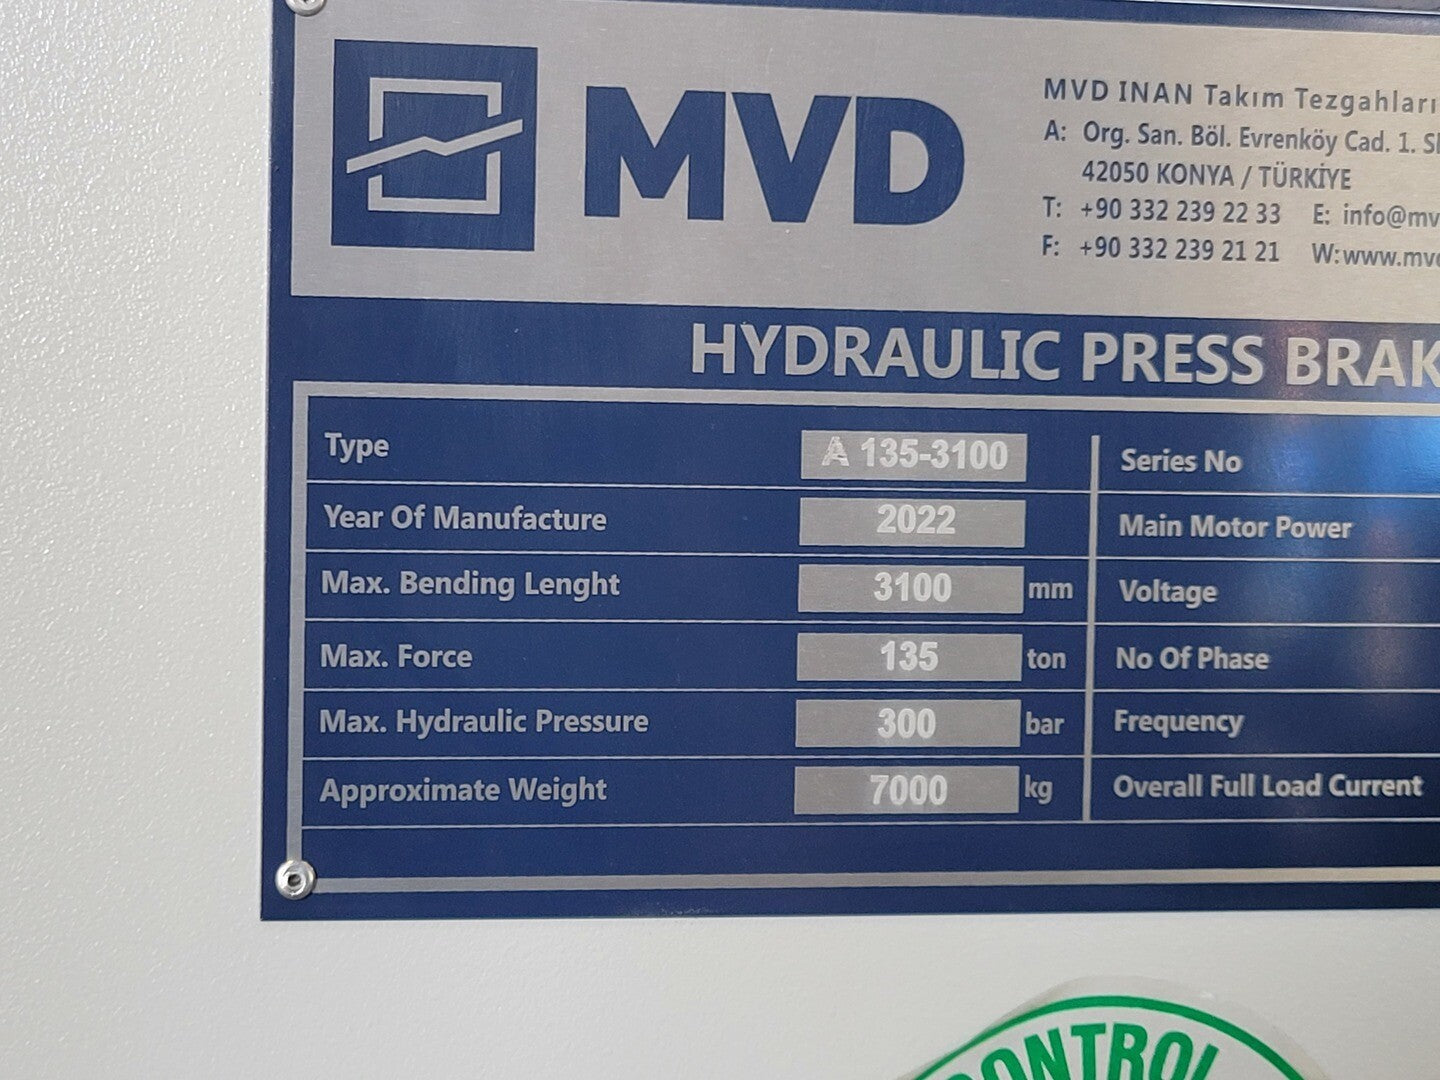 MVD
MVD INAN Takım Tezgahları
A: Org. San. Böl. Evrenköy Cad. 1.
42050 KONYA / TÜRKİYE
T: +90 332 239 22 33 E: info@mv
F: +90 332 239 21 21 W:www.mvd
HYDRAULIC PRESS BRAK
Type A 135-3100 Series No
Year Of Manufacture 2022 Main Motor Power
Max. Bending Lenght 3100 mm Voltage
Max. Force 135 ton No Of Phase
Max. Hydraulic Pressure 300 bar Frequency
Approximate Weight 7000 kg Overall Full Load Current
CONTROL